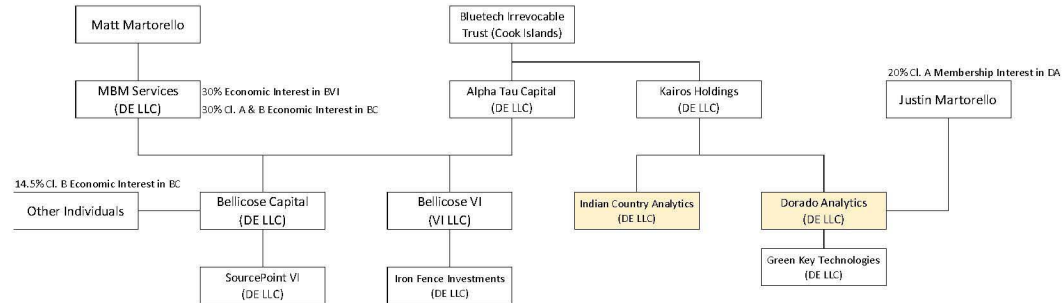 Matt Martorello
Bluetech Irrevocable
Trust (Cook Islands)
20% Cl. A Membership Interest in DA
MBM Services
(DE LLC)
30% Economic Interest in BVI
30% Cl. A & B Economic Interest in BC
Alpha Tau Capital
(DE LLC)
Kairos Holdings
(DE LLC)
Justin Martorello
14.5% Cl. B Economic Interest in BC
Other Individuals
Bellicose Capital
(DE LLC)
Bellicose VI
(VI LLC)
Indian Country Analytics
(DE LLC)
Dorado Analytics
(DE LLC)
SourcePoint VI
(DE LLC)
Iron Fence Investments
(DE LLC)
Green Key Technologies
(DE LLC)